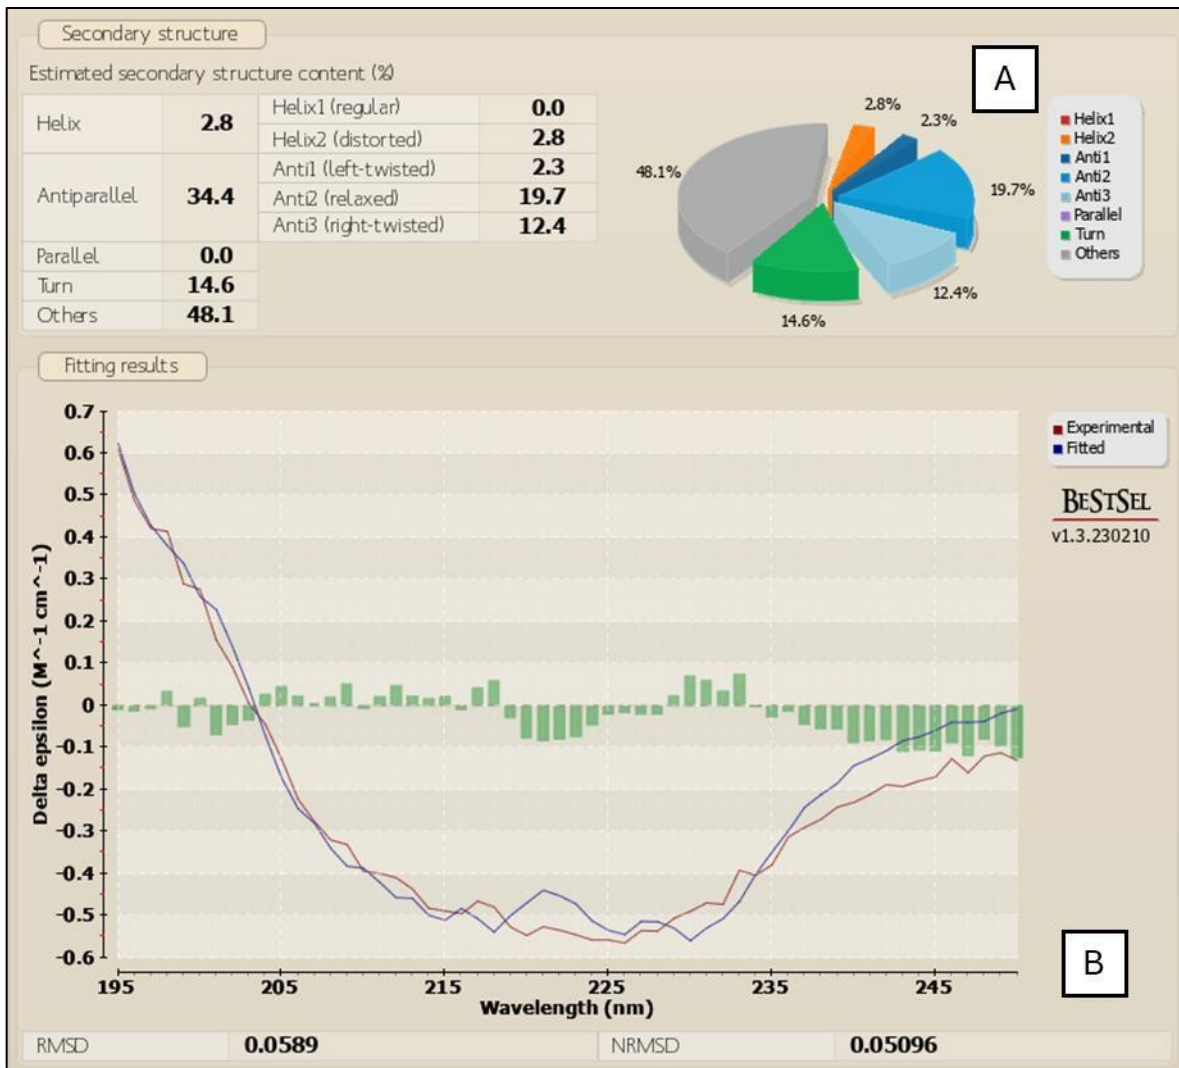 Secondary structure
Estimated secondary structure content (%)
Helix 2.8 Helix1 (regular) 0.0
Helix2 (distorted) 2.8
Antiparallel 34.4 Anti1 (left-twisted) 2.3
Anti2 (relaxed) 19.7
Anti3 (right-twisted) 12.4
Parallel 0.0
Turn 14.6
Others 48.1
A
2.8%
2.3%
19.7%
12.4%
14.6%
48.1%
Helix1
Helix2
Anti1
Anti2
Anti3
Parallel
Turn
Others
Fitting results
0.7
0.6
0.5
0.4
0.3
0.2
0.1
0
-0.1
-0.2
-0.3
-0.4
-0.5
-0.6
Delta epsilon (M^-1 cm^-1)
195 205 215 225 235 245
Wavelength (nm)
Experimental
Fitted
BESTSEL
v1.3.230210
B
RMSD 0.0589 NRMSD 0.05096